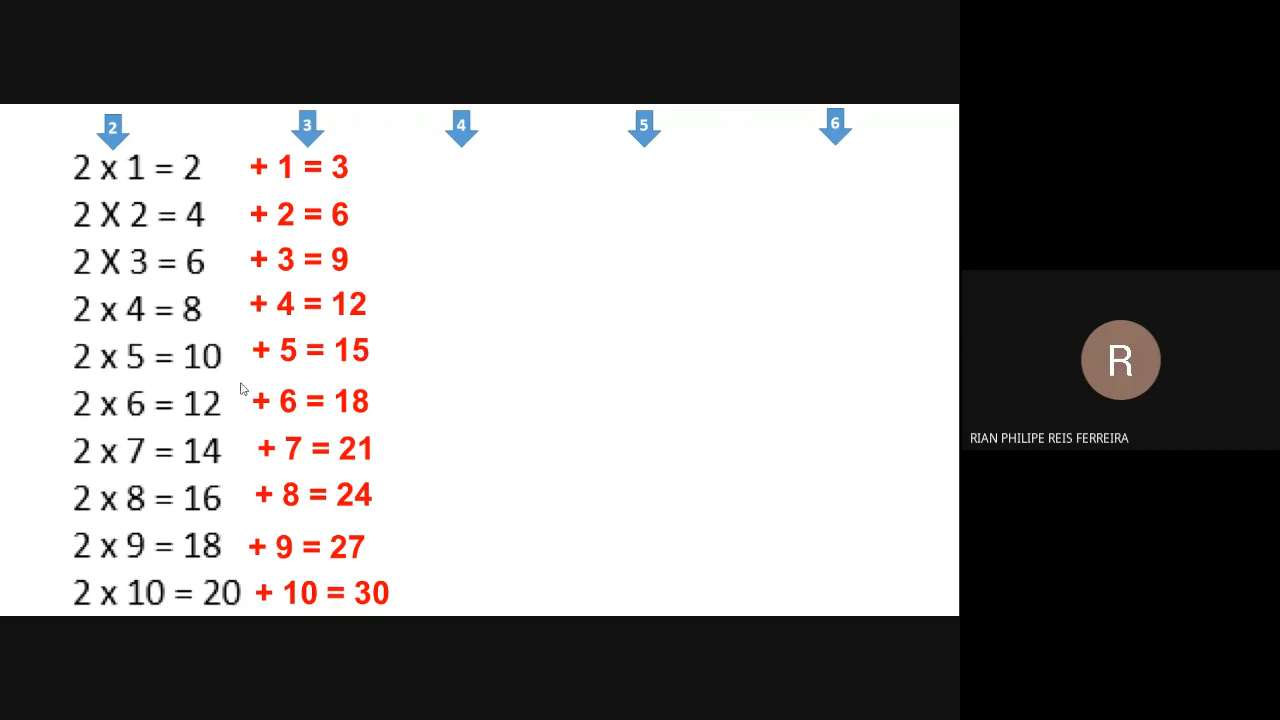 2 3 4 5 6
2 x 1 = 2 + 1 = 3
2 X 2 = 4 + 2 = 6
2 X 3 = 6 + 3 = 9
2 x 4 = 8 + 4 = 12
2 x 5 = 10 + 5 = 15
2 x 6 = 12 + 6 = 18
2 x 7 = 14 + 7 = 21
2 x 8 = 16 + 8 = 24
2 x 9 = 18 + 9 = 27
2 x 10 = 20 + 10 = 30
R
RIAN PHILIPE REIS FERREIRA